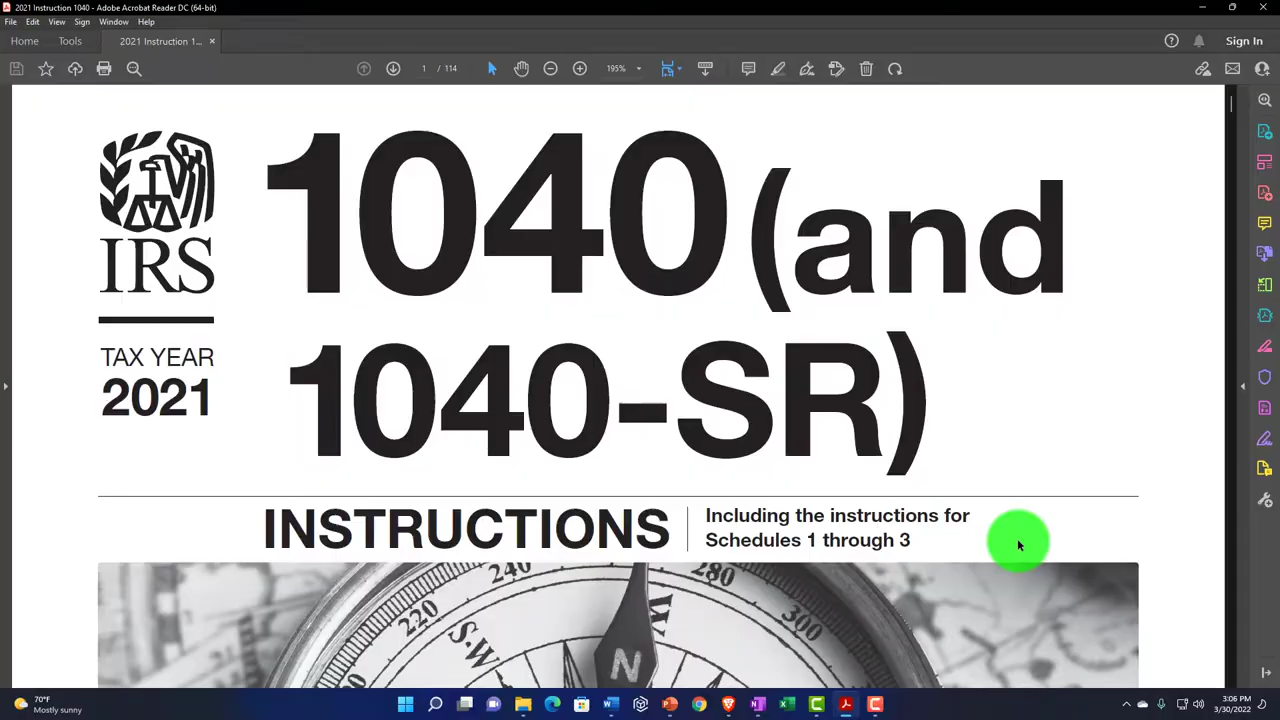 2021 Instruction 1040 - Adobe Acrobat Reader DC (64-bit)
File Edit View Sign Window Help
Home Tools 2021 Instruction 1... × Sign In
1 / 114 195%
IRS
TAX YEAR
2021
1040 (and
1040-SR)
INSTRUCTIONS
Including the instructions for
Schedules 1 through 3
240
280
220
300
S.W
W
N
70°F
Mostly sunny
3:06 PM
3/30/2022